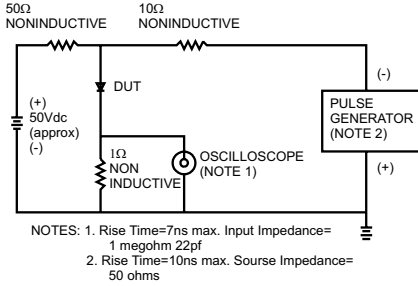 50Ω
NONINDUCTIVE
10Ω
NONINDUCTIVE
(+)
50Vdc
(approx)
(-)
DUT
1Ω
NON
INDUCTIVE
OSCILLOSCOPE
(NOTE 1)
(-)
PULSE
GENERATOR
(NOTE 2)
(+)
NOTES: 1. Rise Time=7ns max. Input Impedance=
1 megohm 22pf
2. Rise Time=10ns max. Sourse Impedance=
50 ohms